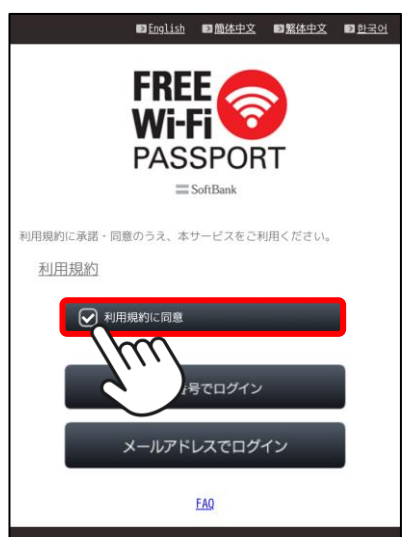 English 簡体中文 繁体中文 한국어
FREE
Wi-Fi
PASSPORT
SoftBank
利用規約に承諾・同意のうえ、本サービスをご利用ください。
利用規約
利用規約に同意
号でログイン
メールアドレスでログイン
FAQ